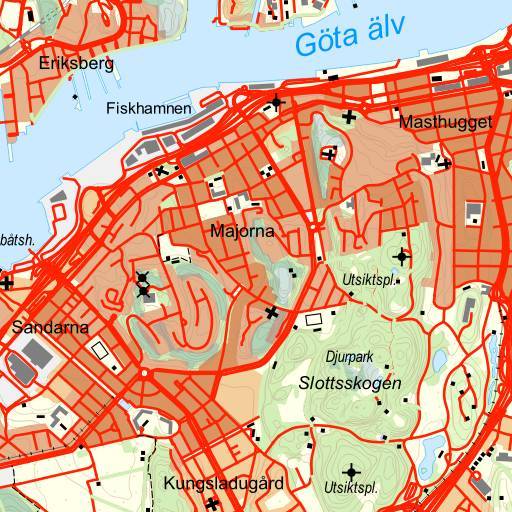 Göta älv
Eriksberg
Fiskhamnen
Masthugget
Majorna
båtsh.
Utsiktspl.
Sandarna
Djurpark
Slottsskogen
Kungsladugård
Utsiktspl.